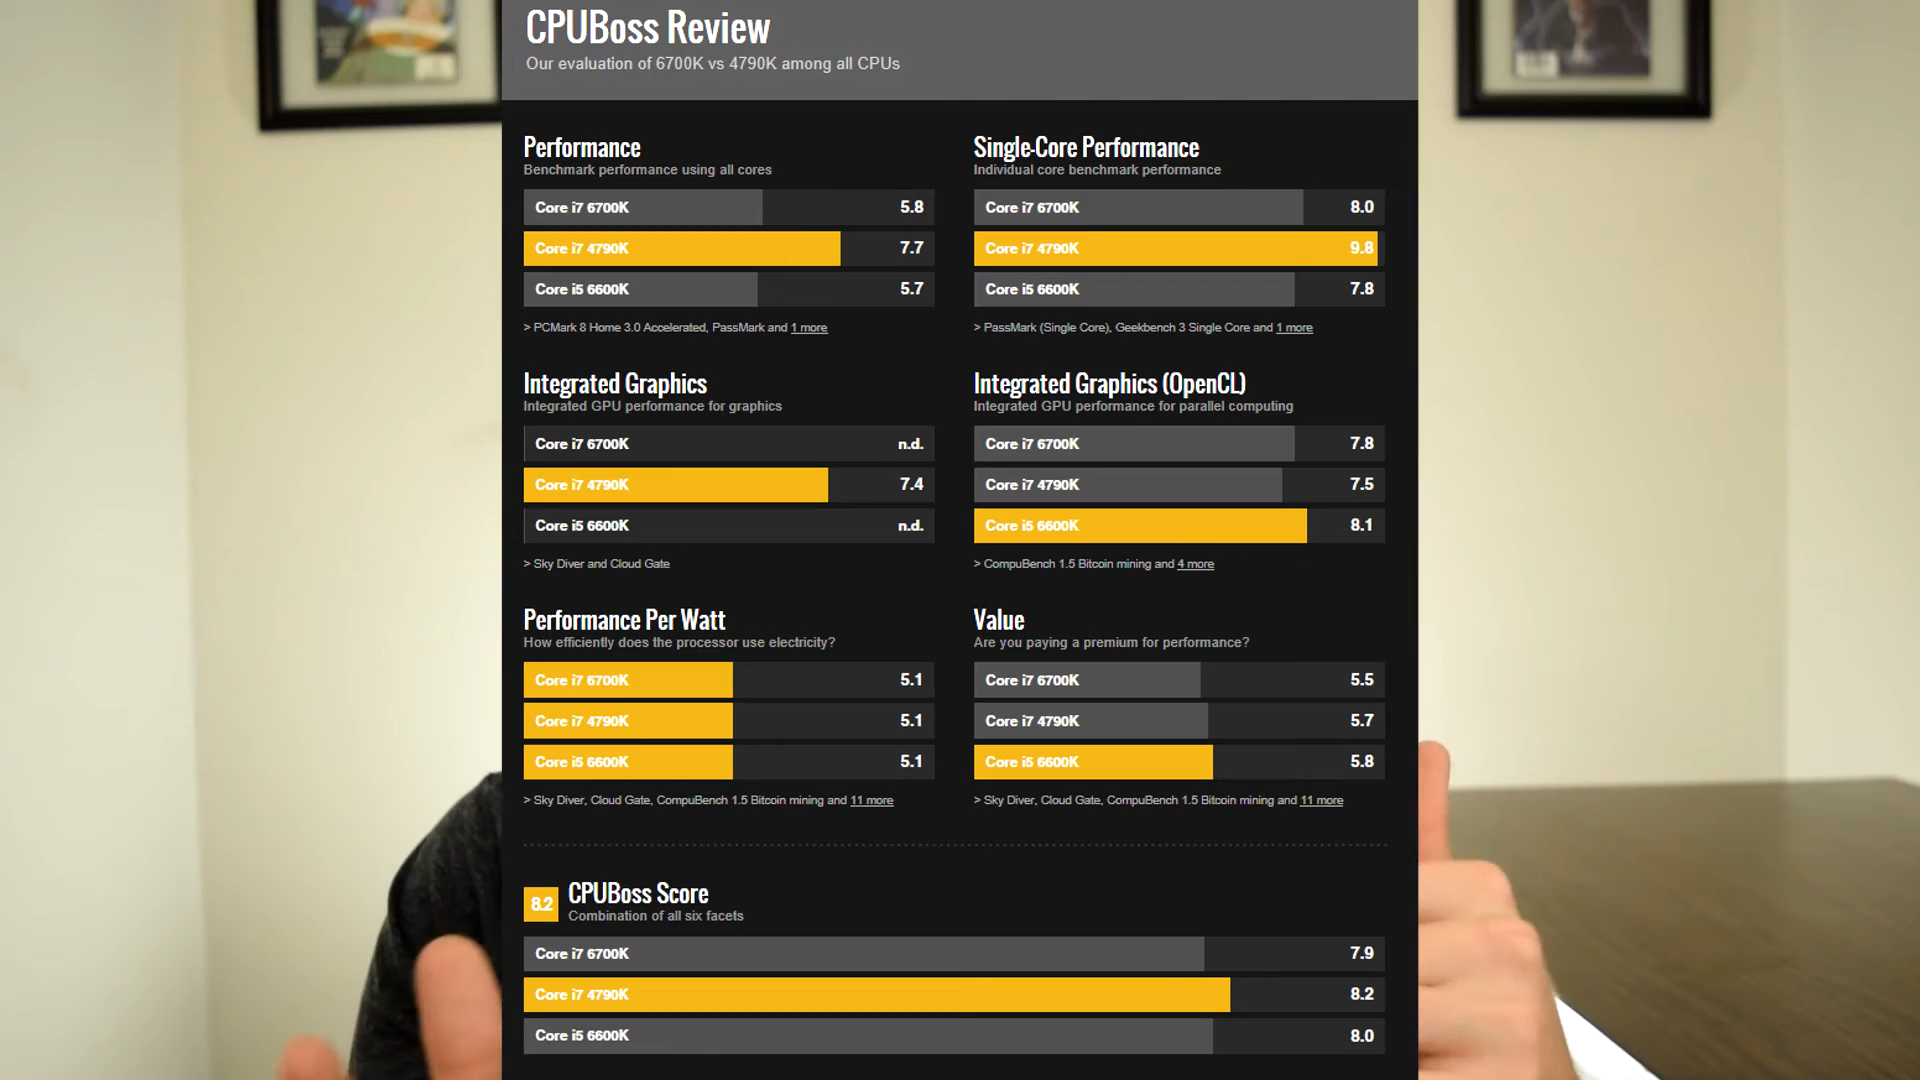 CPUBoss Review
Our evaluation of 6700K vs 4790K among all CPUs
Performance
Benchmark performance using all cores
Core i7 6700K 5.8
Core i7 4790K 7.7
Core i5 6600K 5.7
> PCMark 8 Home 3.0 Accelerated, PassMark and 1 more
Single-Core Performance
Individual core benchmark performance
Core i7 6700K 8.0
Core i7 4790K 9.8
Core i5 6600K 7.8
> PassMark (Single Core), Geekbench 3 Single Core and 1 more
Integrated Graphics
Integrated GPU performance for graphics
Core i7 6700K n.d.
Core i7 4790K 7.4
Core i5 6600K n.d.
> Sky Diver and Cloud Gate
Integrated Graphics (OpenCL)
Integrated GPU performance for parallel computing
Core i7 6700K 7.8
Core i7 4790K 7.5
Core i5 6600K 8.1
> CompuBench 1.5 Bitcoin mining and 4 more
Performance Per Watt
How efficiently does the processor use electricity?
Core i7 6700K 5.1
Core i7 4790K 5.1
Core i5 6600K 5.1
> Sky Diver, Cloud Gate, CompuBench 1.5 Bitcoin mining and 11 more
Value
Are you paying a premium for performance?
Core i7 6700K 5.5
Core i7 4790K 5.7
Core i5 6600K 5.8
> Sky Diver, Cloud Gate, CompuBench 1.5 Bitcoin mining and 11 more
8.2 CPUBoss Score
Combination of all six facets
Core i7 6700K 7.9
Core i7 4790K 8.2
Core i5 6600K 8.0